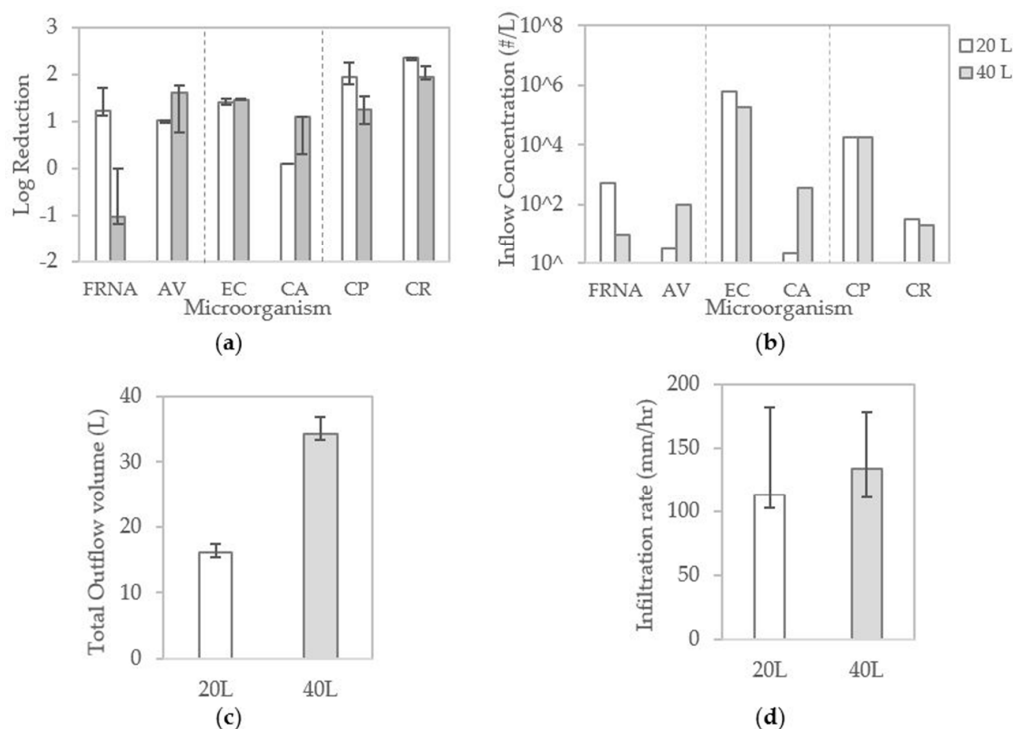 3
2
1
0
-1
-2
Log Reduction
FRNA AV EC CA CP CR
Microorganism
(a)
10^8
10^6
10^4
10^2
10^
Inflow Concentration (#/L)
FRNA AV EC CA CP CR
Microorganism
(b)
20 L
40 L
40
30
20
10
0
Total Outflow volume (L)
20L 40L
(c)
200
150
100
50
0
Infiltration rate (mm/hr)
20L 40L
(d)